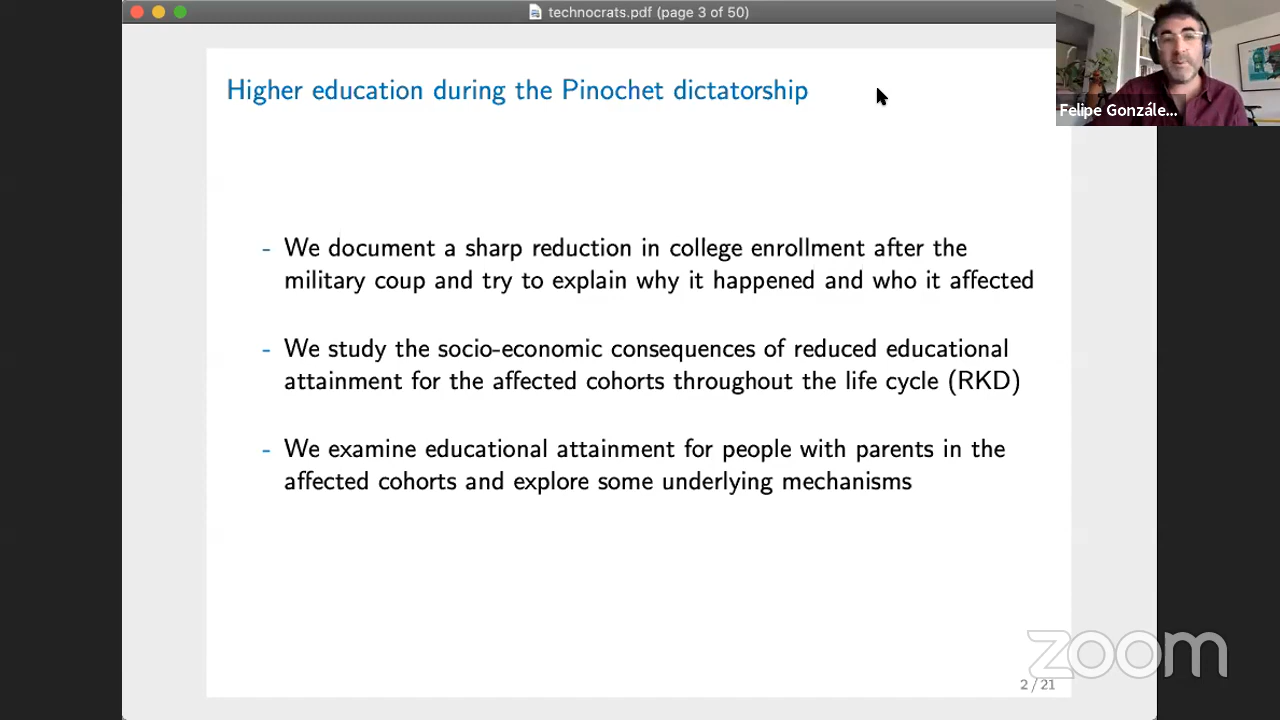 technocrats.pdf (page 3 of 50)
Higher education during the Pinochet dictatorship
Felipe Gonzále...
- We document a sharp reduction in college enrollment after the
military coup and try to explain why it happened and who it affected
- We study the socio-economic consequences of reduced educational
attainment for the affected cohorts throughout the life cycle (RKD)
- We examine educational attainment for people with parents in the
affected cohorts and explore some underlying mechanisms
zoom
2 / 21